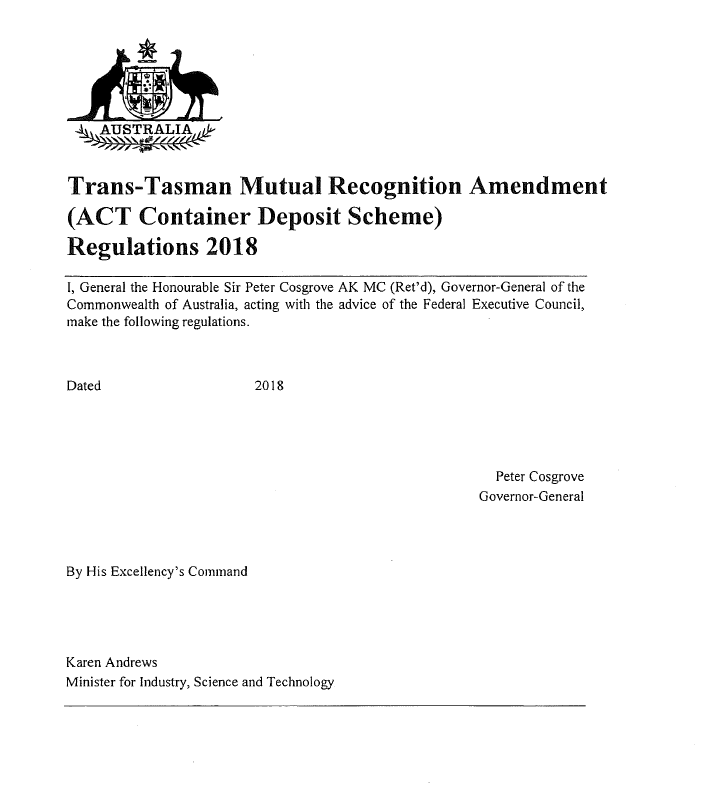 AUSTRALIA
Trans-Tasman Mutual Recognition Amendment
(ACT Container Deposit Scheme)
Regulations 2018
I, General the Honourable Sir Peter Cosgrove AK MC (Ret’d), Governor-General of the
Commonwealth of Australia, acting with the advice of the Federal Executive Council,
make the following regulations.
Dated 2018
Peter Cosgrove
Governor-General
By His Excellency’s Command
Karen Andrews
Minister for Industry, Science and Technology